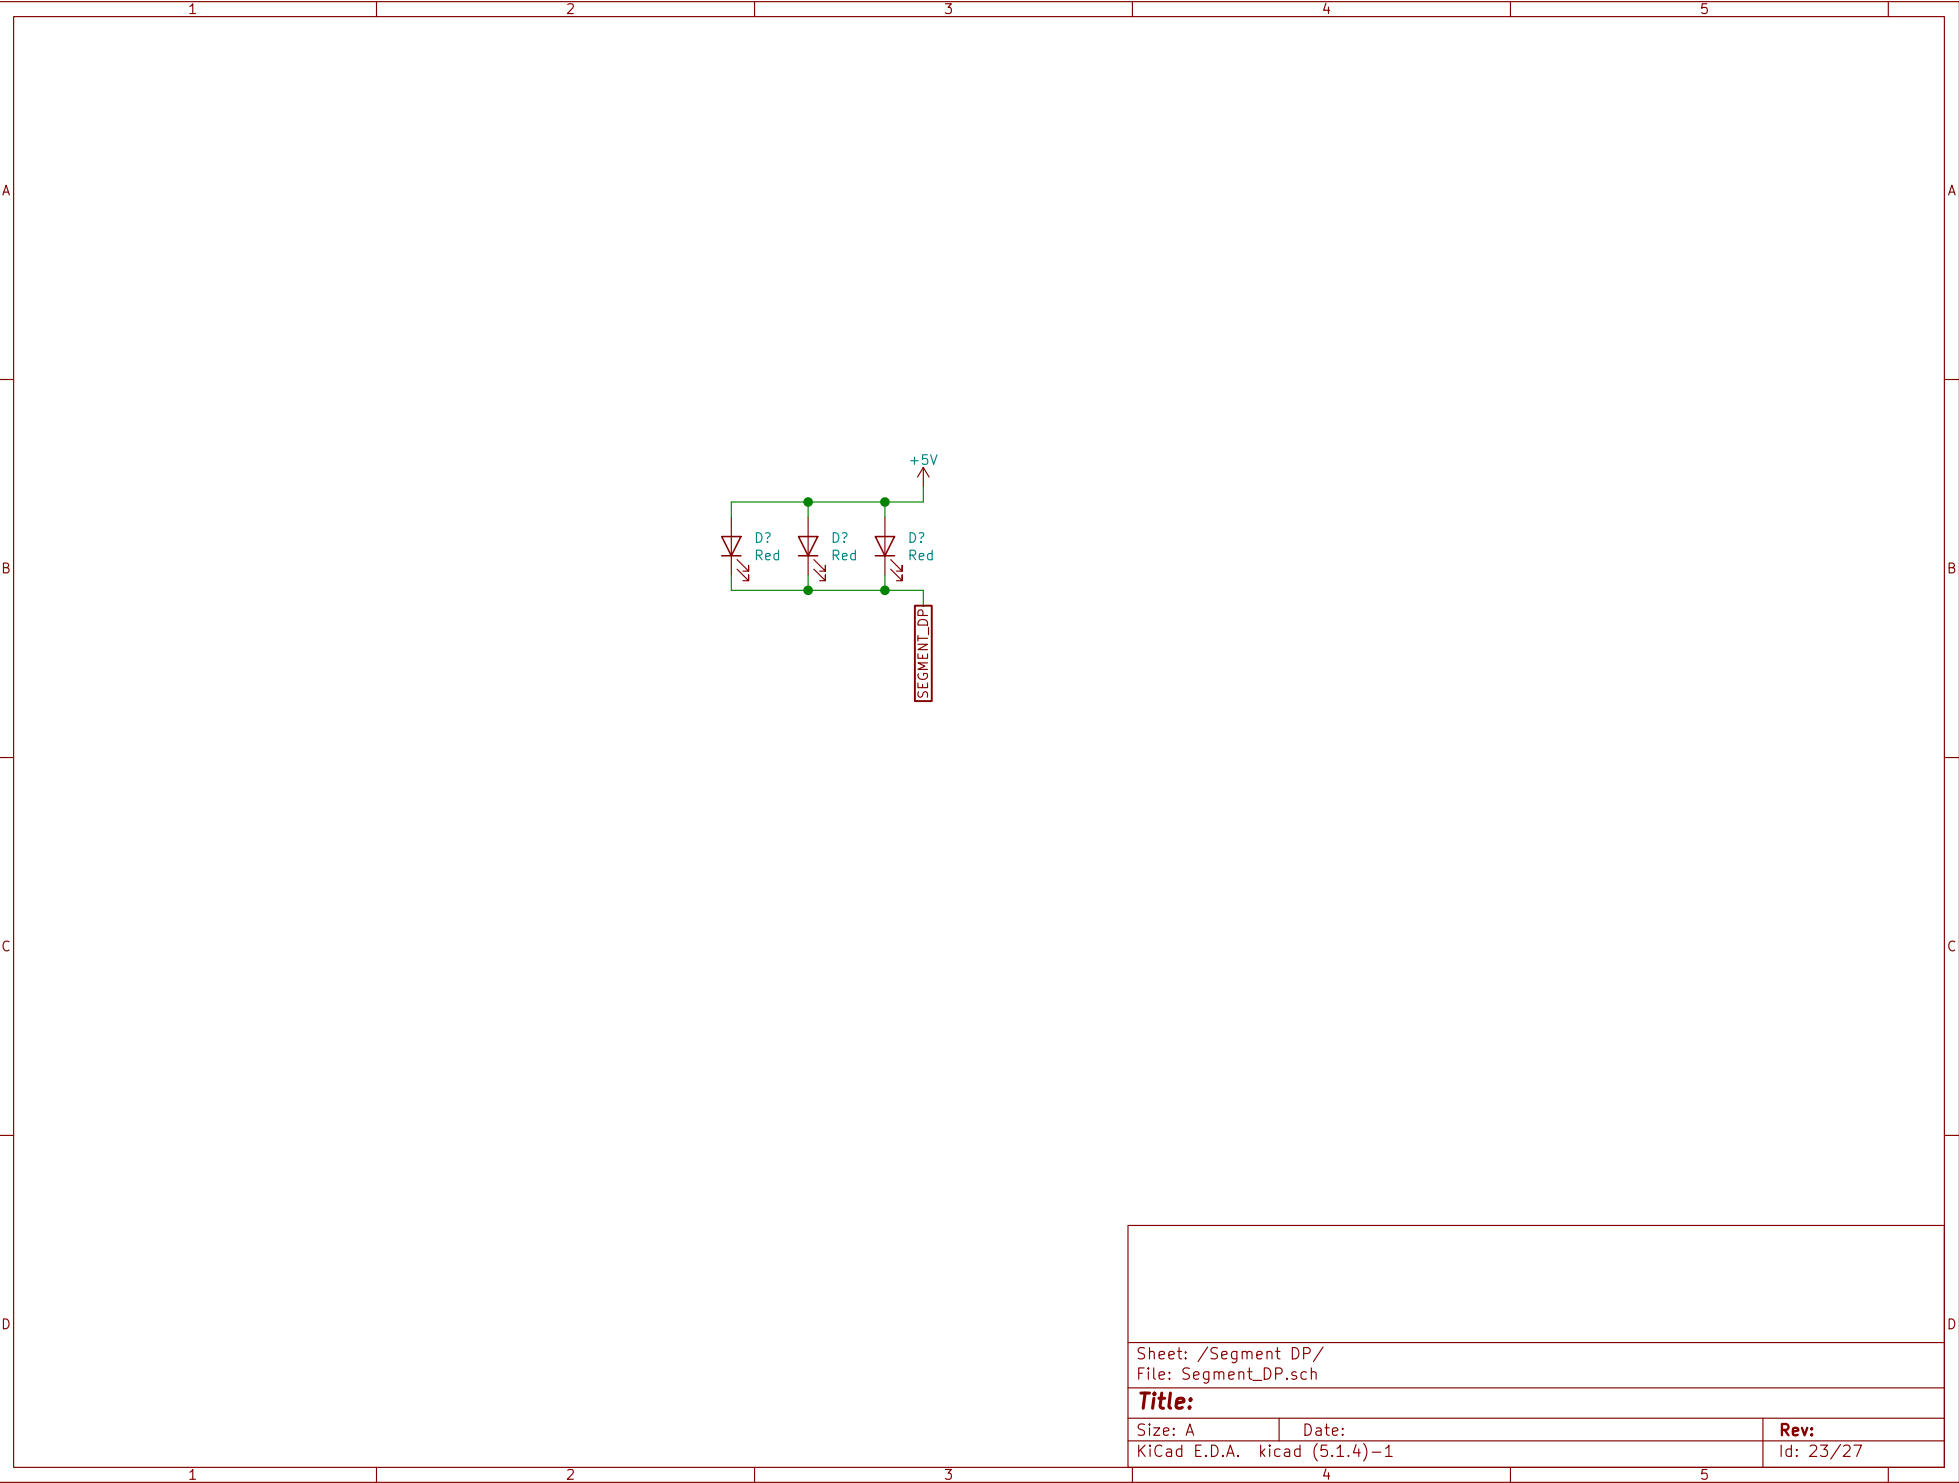 1 2 3 4 5
A A
+5V
D? D? D?
Red Red Red
B B
SEGMENT_DP
C C
D D
Sheet: /Segment DP/
File: Segment_DP.sch
Title:
Size: A Date: Rev:
KiCad E.D.A. kicad (5.1.4)-1 Id: 23/27
1 2 3 4 5